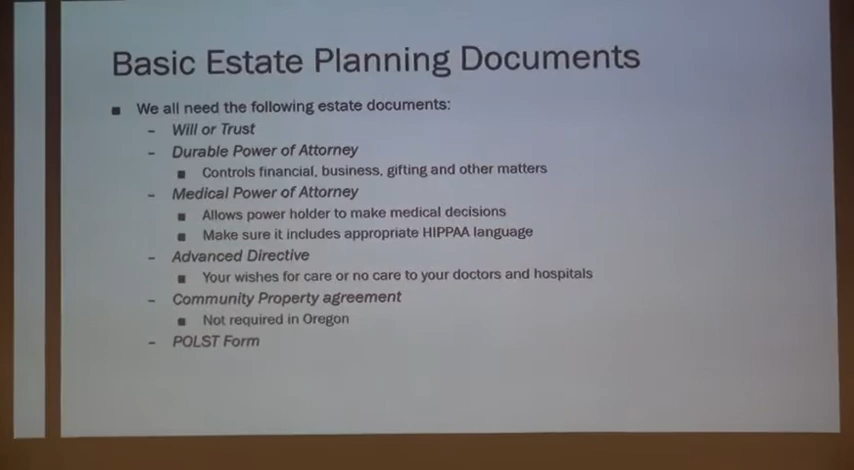 Basic Estate Planning Documents
■ We all need the following estate documents:
– Will or Trust
– Durable Power of Attorney
■ Controls financial, business, gifting and other matters
– Medical Power of Attorney
■ Allows power holder to make medical decisions
■ Make sure it includes appropriate HIPPAA language
– Advanced Directive
■ Your wishes for care or no care to your doctors and hospitals
– Community Property agreement
■ Not required in Oregon
– POLST Form